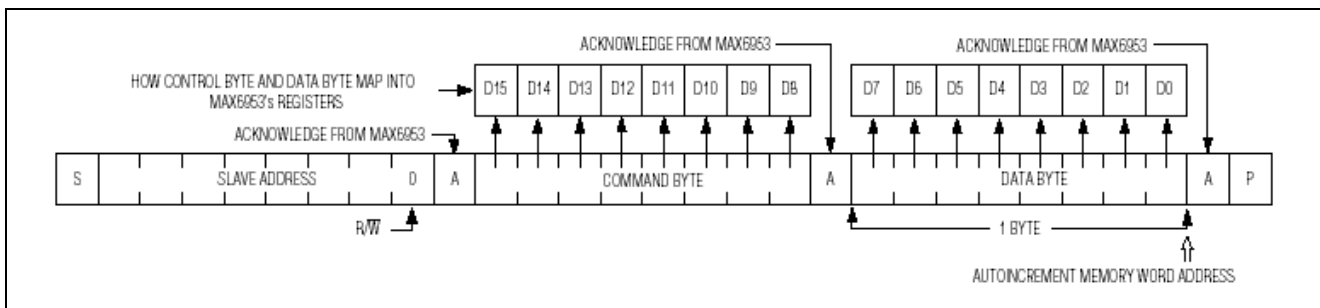 ACKNOWLEDGE FROM MAX6953
ACKNOWLEDGE FROM MAX6953
HOW CONTROL BYTE AND DATA BYTE MAP INTO
MAX6953's REGISTERS
D15 D14 D13 D12 D11 D10 D9 D8
D7 D6 D5 D4 D3 D2 D1 D0
ACKNOWLEDGE FROM MAX6953
S SLAVE ADDRESS 0 A COMMAND BYTE A DATA BYTE A P
R/W̅
1 BYTE
AUTOINCREMENT MEMORY WORD ADDRESS